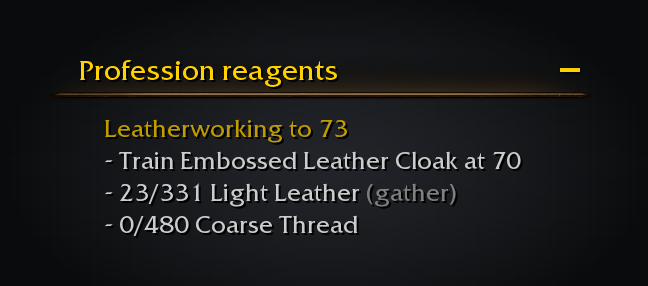 Profession reagents
Leatherworking to 73
- Train Embossed Leather Cloak at 70
- 23/331 Light Leather (gather)
- 0/480 Coarse Thread